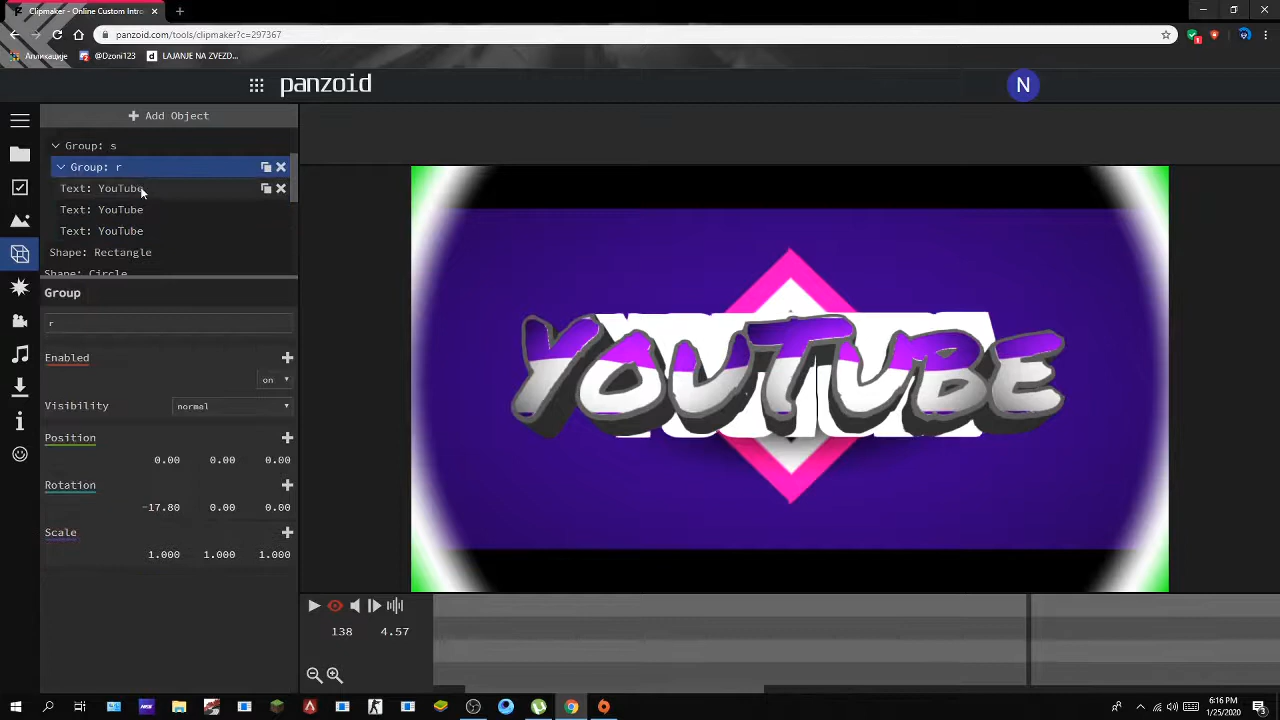 Clipmaker - Online Custom Intro
panzoid.com/tools/clipmaker?c=297367
Апликације
@Dzoni123
LAJANJE NA ZVEZD...
panzoid
N
Add Object
Group: s
Group: r
Text: YouTube
Text: YouTube
Text: YouTube
Shape: Rectangle
Shape: Circle
Group
r
Enabled
on
Visibility
normal
Position
0.00 0.00 0.00
Rotation
-17.80 0.00 0.00
Scale
1.000 1.000 1.000
YOUTUBE
138 4.57
6:16 PM
1/25/2020